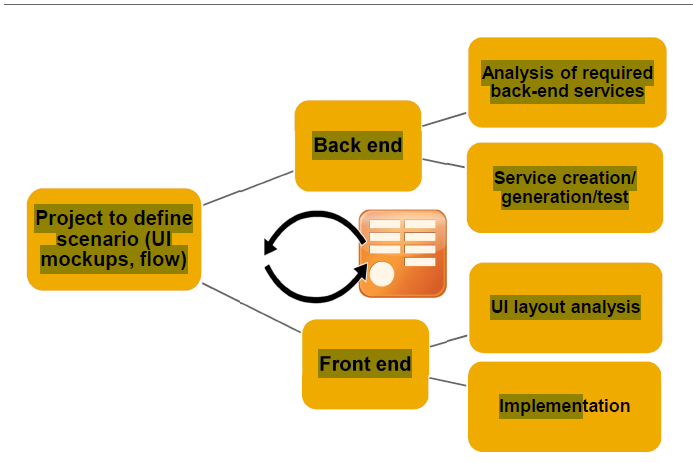 Project to define
scenario (UI
mockups, flow)
Back end
Analysis of required
back-end services
Service creation/
generation/test
Front end
UI layout analysis
Implementation